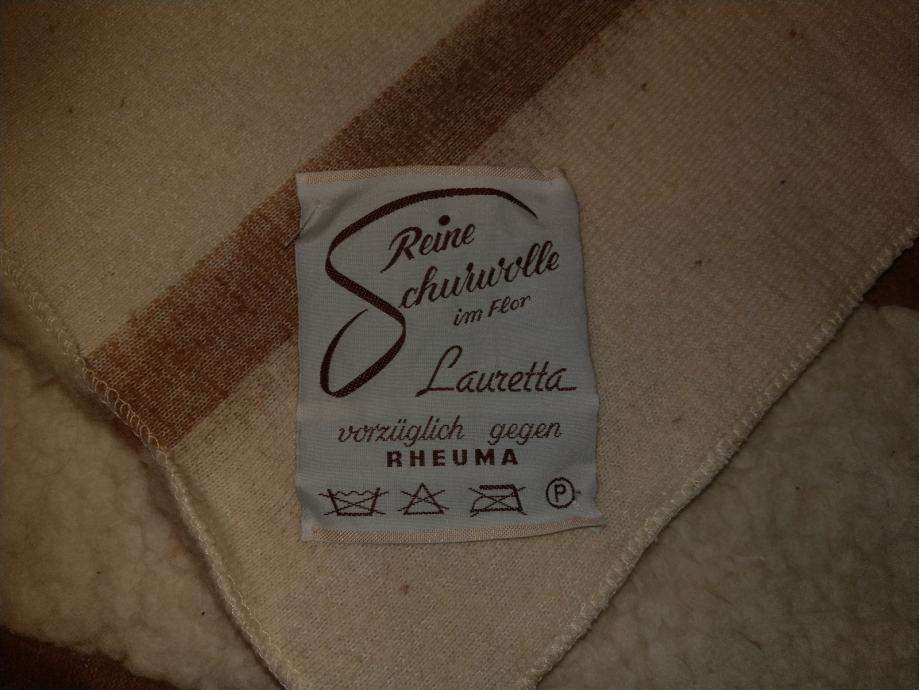 Reine
Schurwolle
im Flor
Lauretta
vorzüglich gegen
RHEUMA
P